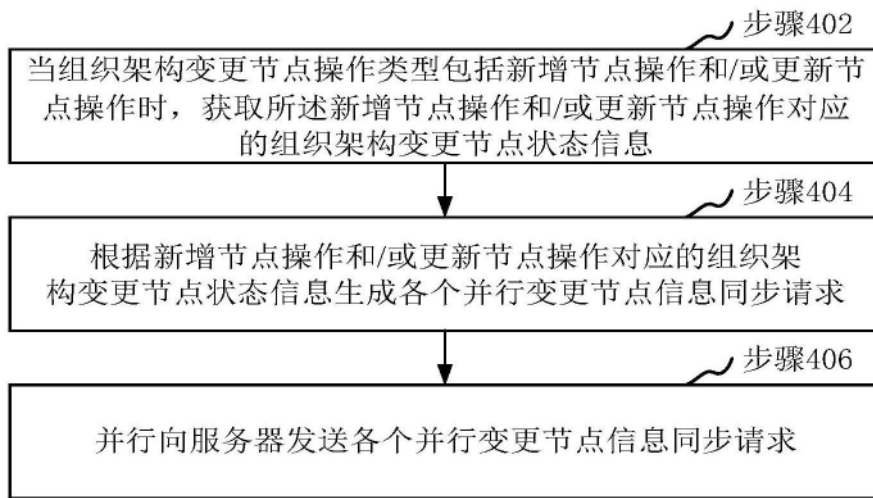 步骤402
当组织架构变更节点操作类型包括新增节点操作和/或更新节
点操作时，获取所述新增节点操作和/或更新节点操作对应
的组织架构变更节点状态信息
步骤404
根据新增节点操作和/或更新节点操作对应的组织架
构变更节点状态信息生成各个并行变更节点信息同步请求
步骤406
并行向服务器发送各个并行变更节点信息同步请求